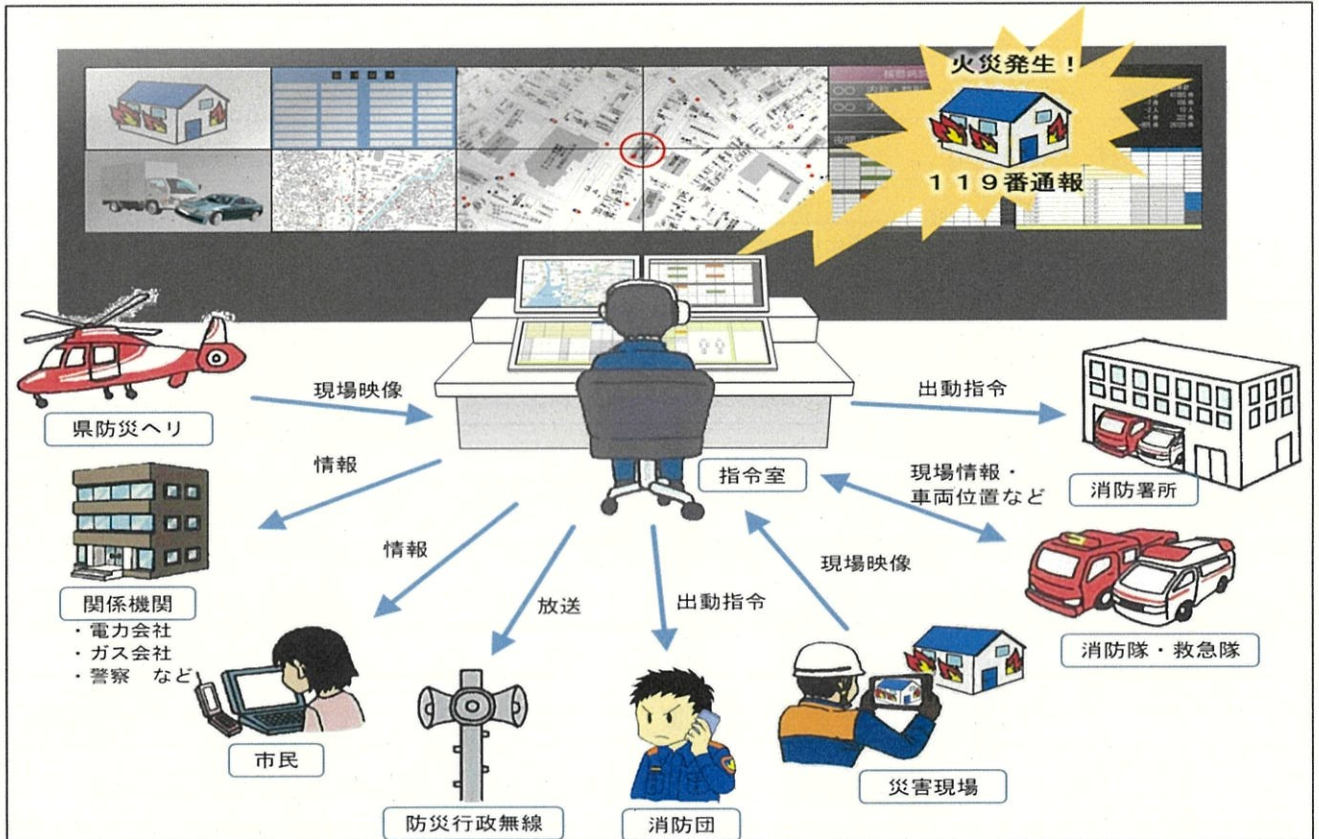 火災発生！
119番通報
県防災ヘリ
現場映像
出動指令
情報
指令室
現場情報・
車両位置など
消防署所
情報
現場映像
関係機関
・電力会社
・ガス会社
・警察　など
放送
出動指令
消防隊・救急隊
市民
防災行政無線
消防団
災害現場